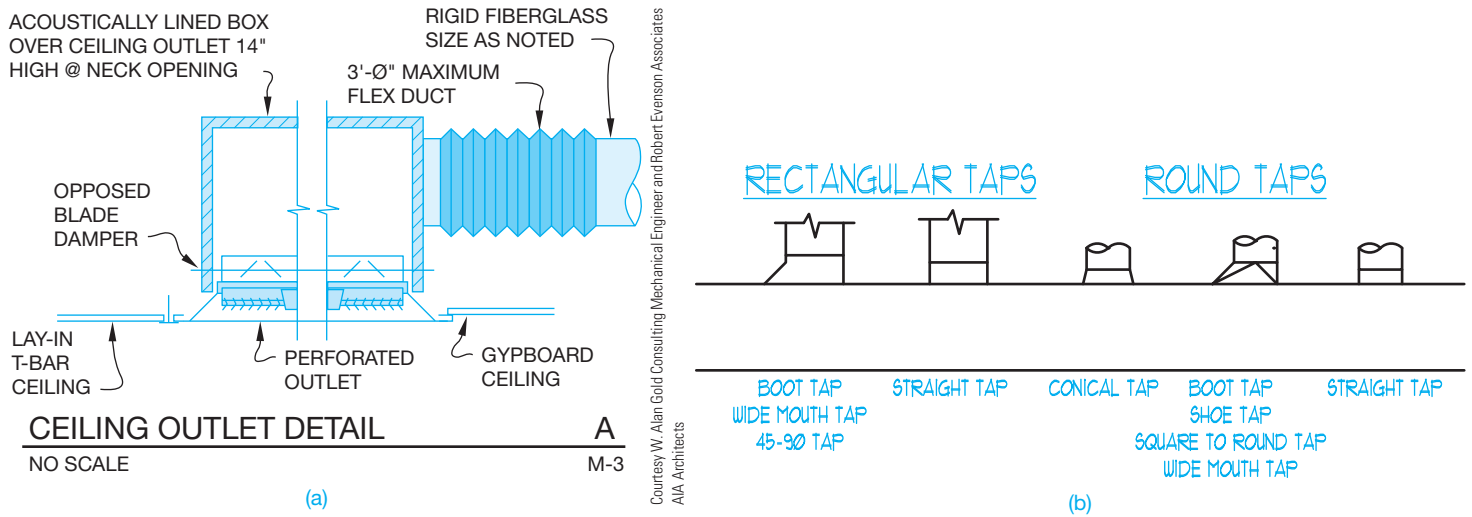 ACOUSTICALLY LINED BOX
OVER CEILING OUTLET 14"
HIGH @ NECK OPENING
RIGID FIBERGLASS
SIZE AS NOTED
3'-Ø" MAXIMUM
FLEX DUCT
OPPOSED
BLADE
DAMPER
LAY-IN
T-BAR
CEILING
PERFORATED
OUTLET
GYPBOARD
CEILING
CEILING OUTLET DETAIL A
NO SCALE M-3
(a)
Courtesy W. Alan Gold Consulting Mechanical Engineer and Robert Evenson Associates
AIA Architects
RECTANGULAR TAPS
ROUND TAPS
BOOT TAP
WIDE MOUTH TAP
45-9Ø TAP
STRAIGHT TAP
CONICAL TAP
BOOT TAP
SHOE TAP
SQUARE TO ROUND TAP
WIDE MOUTH TAP
STRAIGHT TAP
(b)